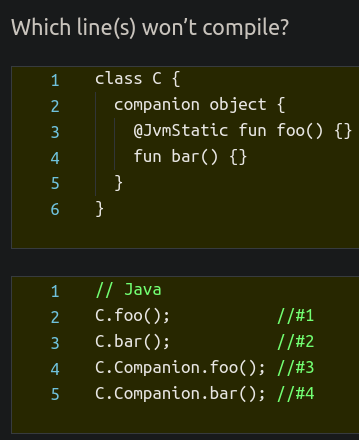 Which line(s) won’t compile?
1 class C {
2   companion object {
3     @JvmStatic fun foo() {}
4     fun bar() {}
5   }
6 }
1 // Java
2 C.foo();           //#1
3 C.bar();           //#2
4 C.Companion.foo(); //#3
5 C.Companion.bar(); //#4